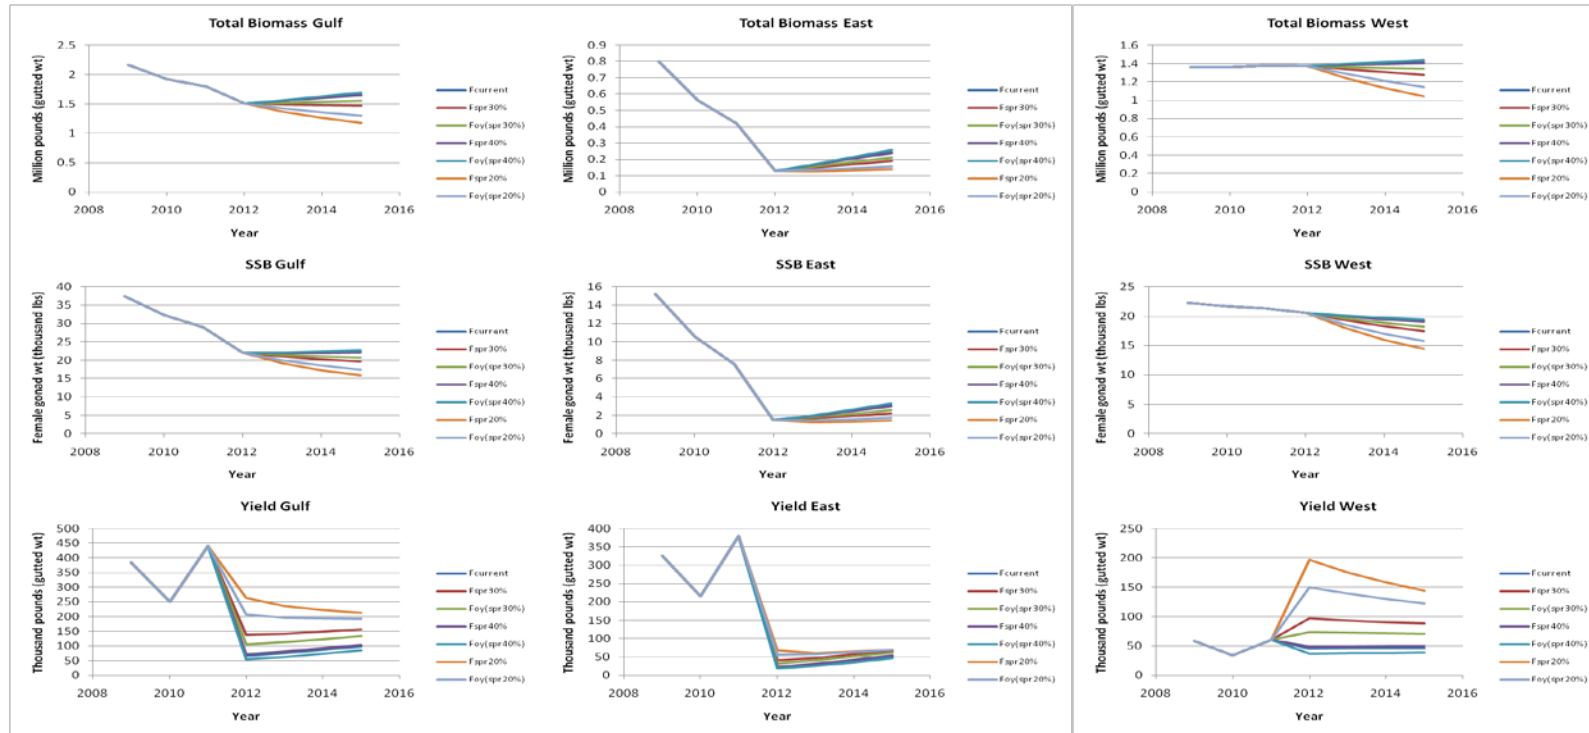 Total Biomass Gulf
Million pounds (gutted wt)
2.5
2
1.5
1
0.5
0
2008 2010 2012 2014 2016
Year
Fcurrent
Fspr30%
Foy(spr30%)
Fspr40%
Foy(spr40%)
Fspr20%
Foy(spr20%)
Total Biomass East
Million pounds (gutted wt)
0.9
0.8
0.7
0.6
0.5
0.4
0.3
0.2
0.1
0
2008 2010 2012 2014 2016
Year
Fcurrent
Fspr30%
Foy(spr30%)
Fspr40%
Foy(spr40%)
Fspr20%
Foy(spr20%)
Total Biomass West
Million pounds (gutted wt)
1.6
1.4
1.2
1
0.8
0.6
0.4
0.2
0
2008 2010 2012 2014 2016
Year
Fcurrent
Fspr30%
Foy(spr30%)
Fspr40%
Foy(spr40%)
Fspr20%
Foy(spr20%)
SSB Gulf
Female gonad wt (thousand lbs)
40
35
30
25
20
15
10
5
0
2008 2010 2012 2014 2016
Year
Fcurrent
Fspr30%
Foy(spr30%)
Fspr40%
Foy(spr40%)
Fspr20%
Foy(spr20%)
SSB East
Female gonad wt (thousand lbs)
16
14
12
10
8
6
4
2
0
2008 2010 2012 2014 2016
Year
Fcurrent
Fspr30%
Foy(spr30%)
Fspr40%
Foy(spr40%)
Fspr20%
Foy(spr20%)
SSB West
Female gonad wt (thousand lbs)
25
20
15
10
5
0
2008 2010 2012 2014 2016
Year
Fcurrent
Fspr30%
Foy(spr30%)
Fspr40%
Foy(spr40%)
Fspr20%
Foy(spr20%)
Yield Gulf
Thousand pounds (gutted wt)
500
450
400
350
300
250
200
150
100
50
0
2008 2010 2012 2014 2016
Year
Fcurrent
Fspr30%
Foy(spr30%)
Fspr40%
Foy(spr40%)
Fspr20%
Foy(spr20%)
Yield East
Thousand pounds (gutted wt)
400
350
300
250
200
150
100
50
0
2008 2010 2012 2014 2016
Year
Fcurrent
Fspr30%
Foy(spr30%)
Fspr40%
Foy(spr40%)
Fspr20%
Foy(spr20%)
Yield West
Thousand pounds (gutted wt)
250
200
150
100
50
0
2008 2010 2012 2014 2016
Year
Fcurrent
Fspr30%
Foy(spr30%)
Fspr40%
Foy(spr40%)
Fspr20%
Foy(spr20%)